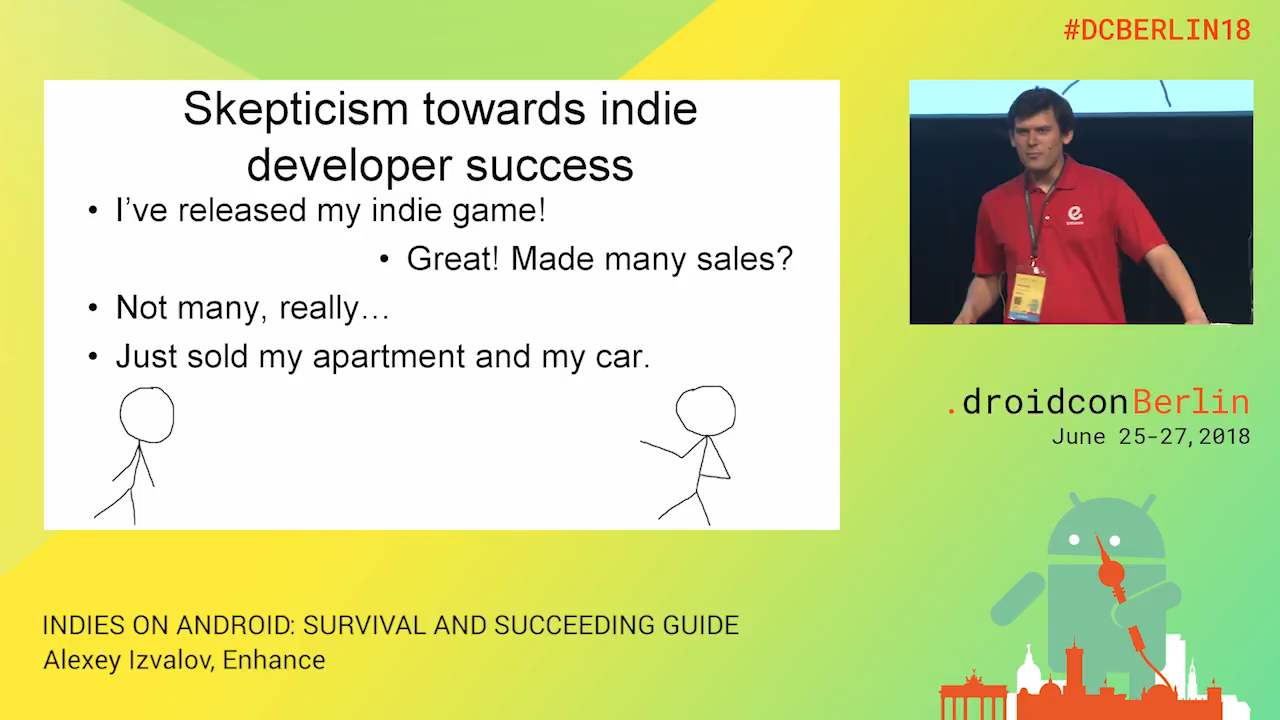 #DCBERLIN18
Skepticism towards indie
developer success
• I've released my indie game!
• Great! Made many sales?
• Not many, really…
• Just sold my apartment and my car.
.droidconBerlin
June 25-27, 2018
INDIES ON ANDROID: SURVIVAL AND SUCCEEDING GUIDE
Alexey Izvalov, Enhance